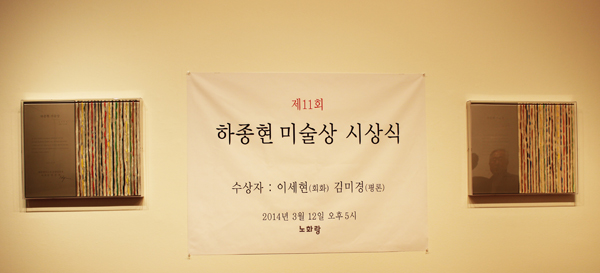 제11회
하종현 미술상 시상식
수상자 : 이세현(회화) 김미경(평론)
2014년 3월 12일 오후 5시
노화랑